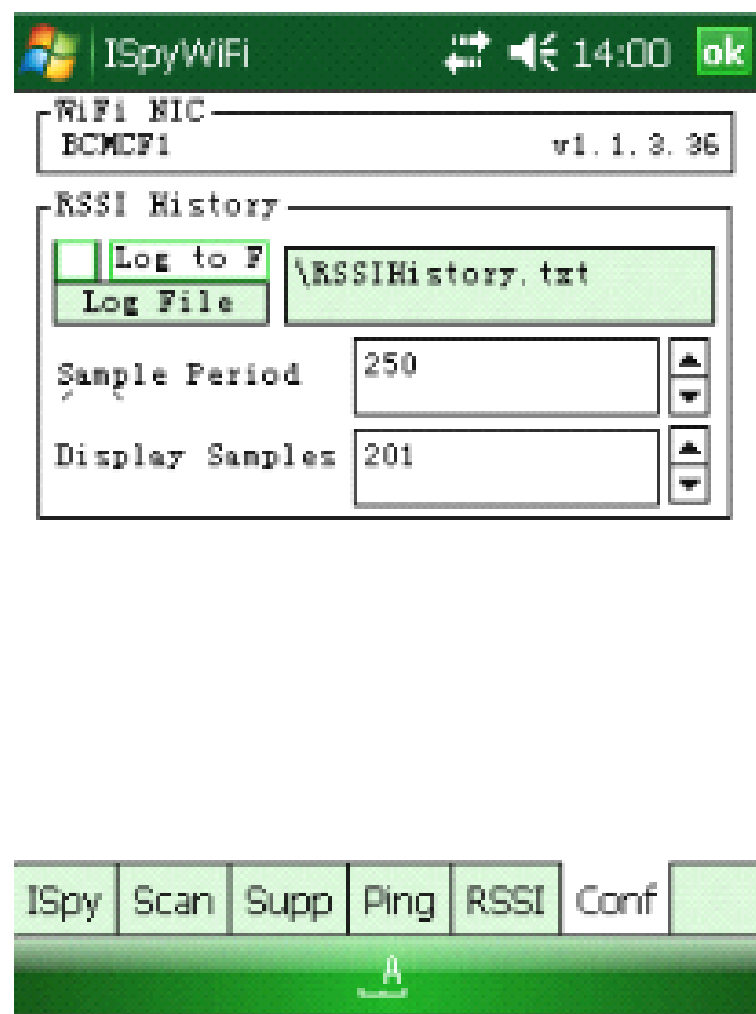 ISpyWiFi 14:00 ok
WiFi NIC
BCMCF1 v1.1.3.36
RSSI History
Log to F
\RSSIHistory.txt
Log File
Sample Period 250
Display Samples 201
ISpy Scan Supp Ping RSSI Conf
A